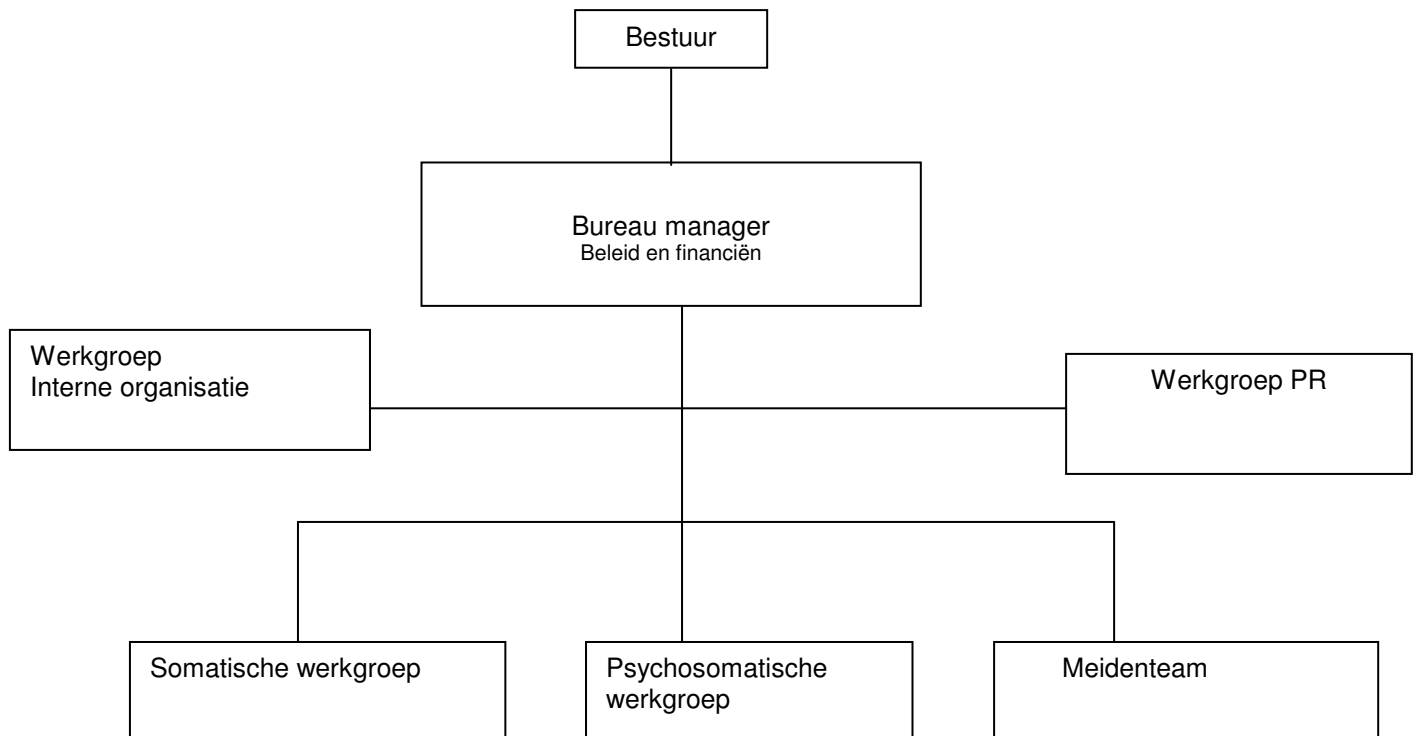 Bestuur
Bureau manager
Beleid en financiën
Werkgroep
Interne organisatie
Werkgroep PR
Somatische werkgroep
Psychosomatische
werkgroep
Meidenteam